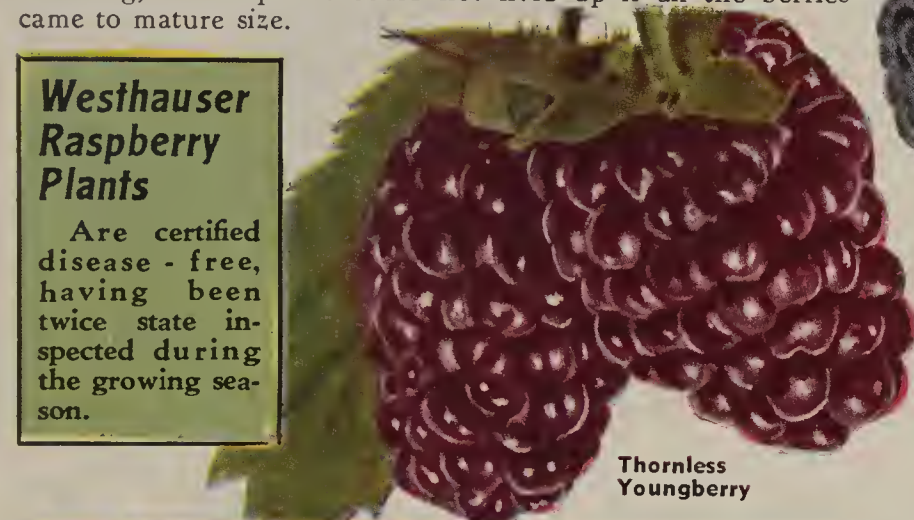 came to mature size.
Westhauser
Raspberry
Plants
Are certified
disease - free,
having been
twice state in-
spected during
the growing sea-
son.
Thornless
Youngberry